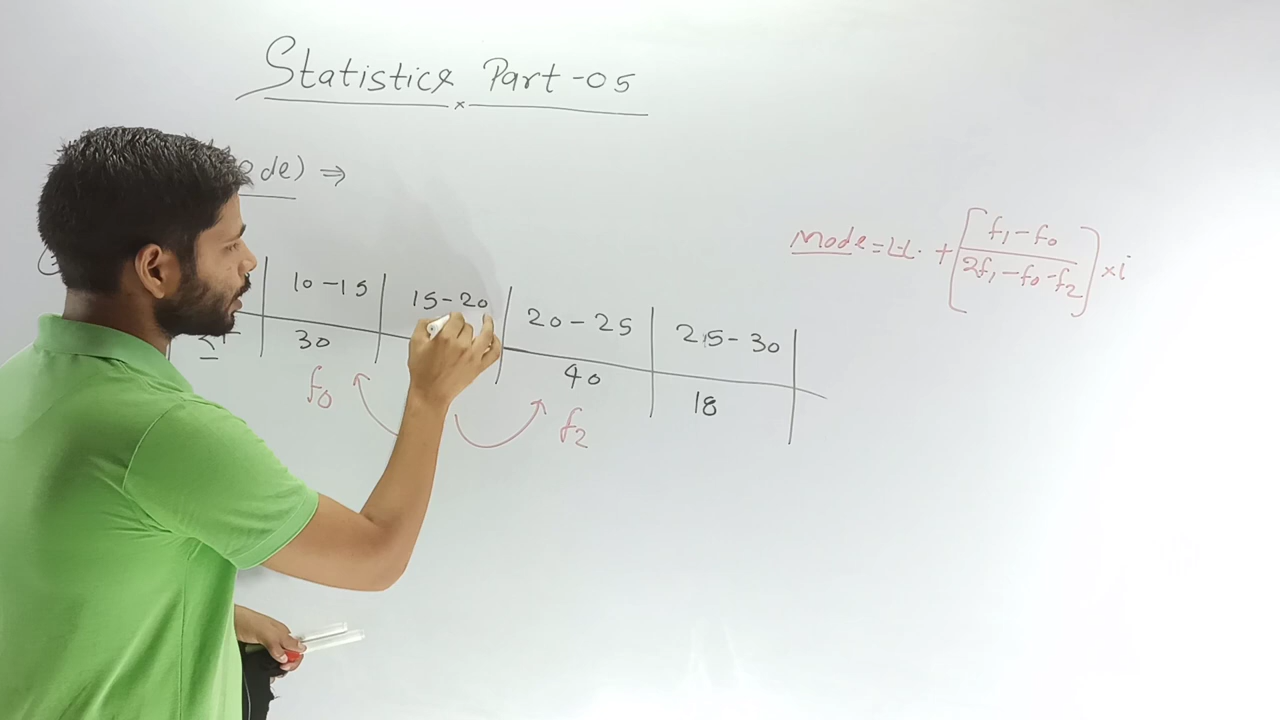 Statistics Part-05
ode) ⇒
Mode = L.L. + [f₁ - f₀ / 2f₁ - f₀ - f₂] × i
10-15 15-20 20-25 25-30
30 40 18
f₀ f₂